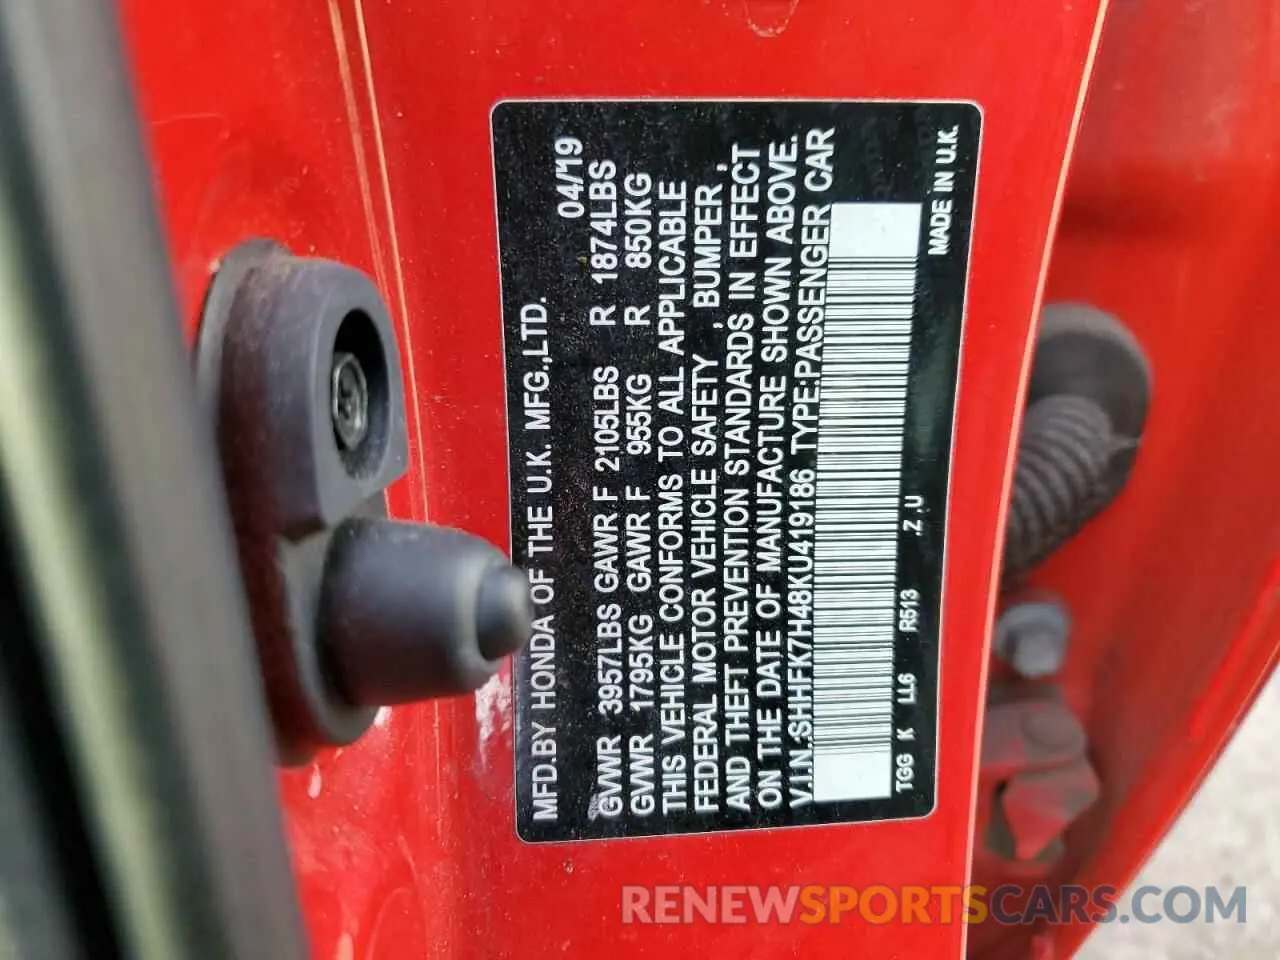 MFD.BY HONDA OF THE U.K. MFG.,LTD.
04/19
GVWR 3957LBS GAWR F 2105LBS R 1874LBS
GVWR 1795KG GAWR F 955KG R 850KG
THIS VEHICLE CONFORMS TO ALL APPLICABLE
FEDERAL MOTOR VEHICLE SAFETY , BUMPER ,
AND THEFT PREVENTION STANDARDS IN EFFECT
ON THE DATE OF MANUFACTURE SHOWN ABOVE.
V.I.N.:SHHFK7H48KU419186 TYPE:PASSENGER CAR
TGG K LL6 R513 .Z .U
MADE IN U.K.
RENEWSPORTSCARS.COM